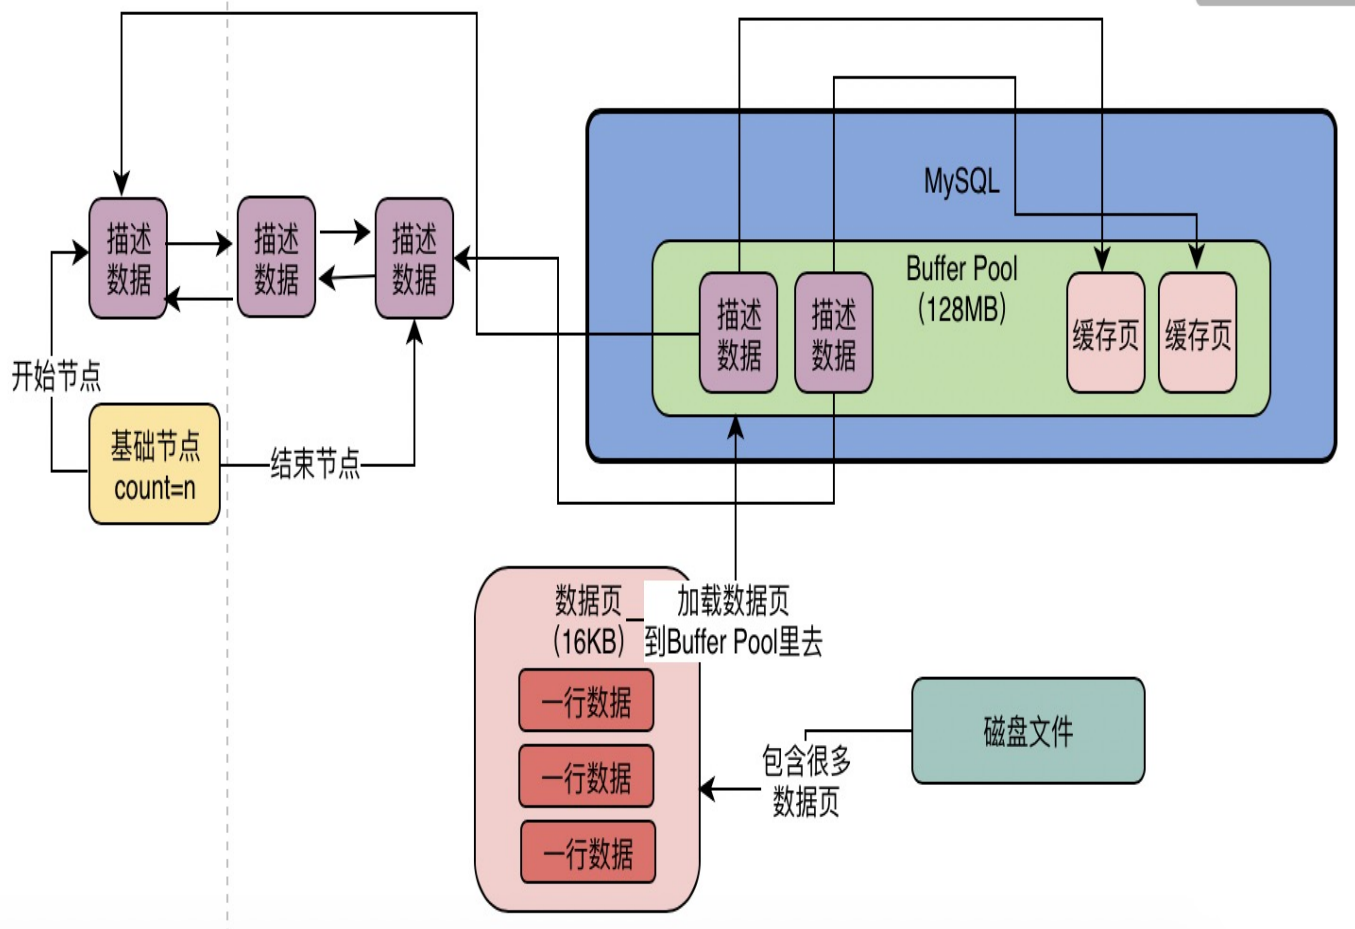 MySQL
描述
数据
描述
数据
描述
数据
Buffer Pool
(128MB)
描述
数据
描述
数据
缓存页
缓存页
开始节点
基础节点
count=n
结束节点
数据页
(16KB)
加载数据页
到Buffer Pool里去
一行数据
一行数据
一行数据
包含很多
数据页
磁盘文件